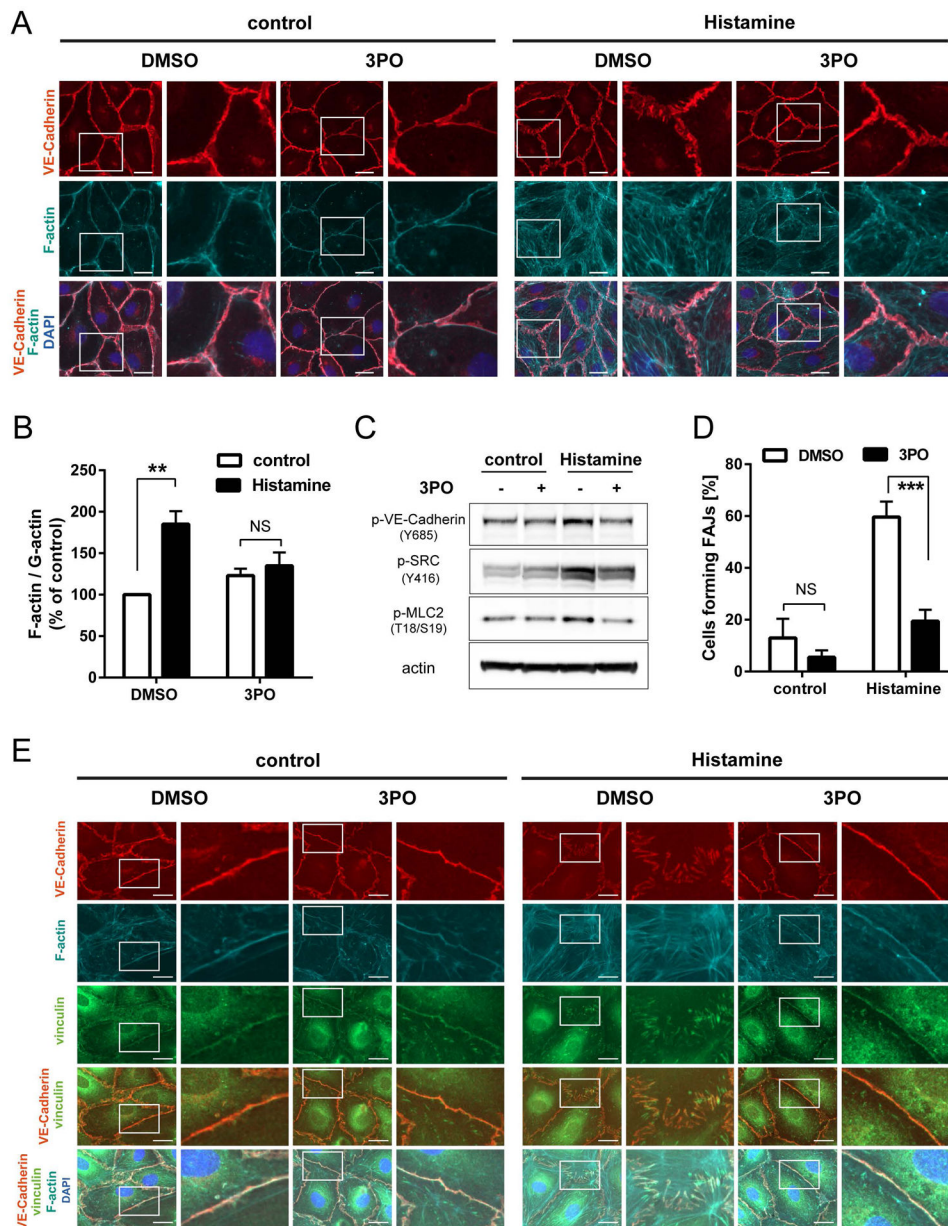 A
control
Histamine
DMSO
3PO
DMSO
3PO
VE-Cadherin
F-actin
VE-Cadherin
F-actin
DAPI
B
F-actin / G-actin
(% of control)
250
200
150
100
50
0
**
NS
control
Histamine
DMSO
3PO
C
control
Histamine
3PO
-
+
-
+
p-VE-Cadherin
(Y685)
p-SRC
(Y416)
p-MLC2
(T18/S19)
actin
D
Cells forming FAJs [%]
80
60
40
20
0
DMSO
3PO
NS
***
control
Histamine
E
control
Histamine
DMSO
3PO
DMSO
3PO
VE-Cadherin
F-actin
vinculin
VE-Cadherin
vinculin
VE-Cadherin
vinculin
F-actin
DAPI